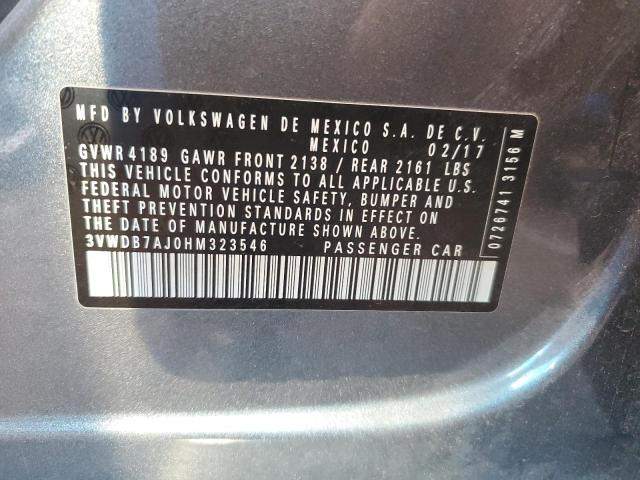 MFD BY VOLKSWAGEN DE MEXICO S.A. DE C.V.
MEXICO 02/17
GVWR 4189 GAWR FRONT 2138 / REAR 2161 LBS
THIS VEHICLE CONFORMS TO ALL APPLICABLE U.S.
FEDERAL MOTOR VEHICLE SAFETY, BUMPER AND
THEFT PREVENTION STANDARDS IN EFFECT ON
THE DATE OF MANUFACTURE SHOWN ABOVE.
3VWDB7AJ0HM323546 PASSENGER CAR
0726741 3156 M